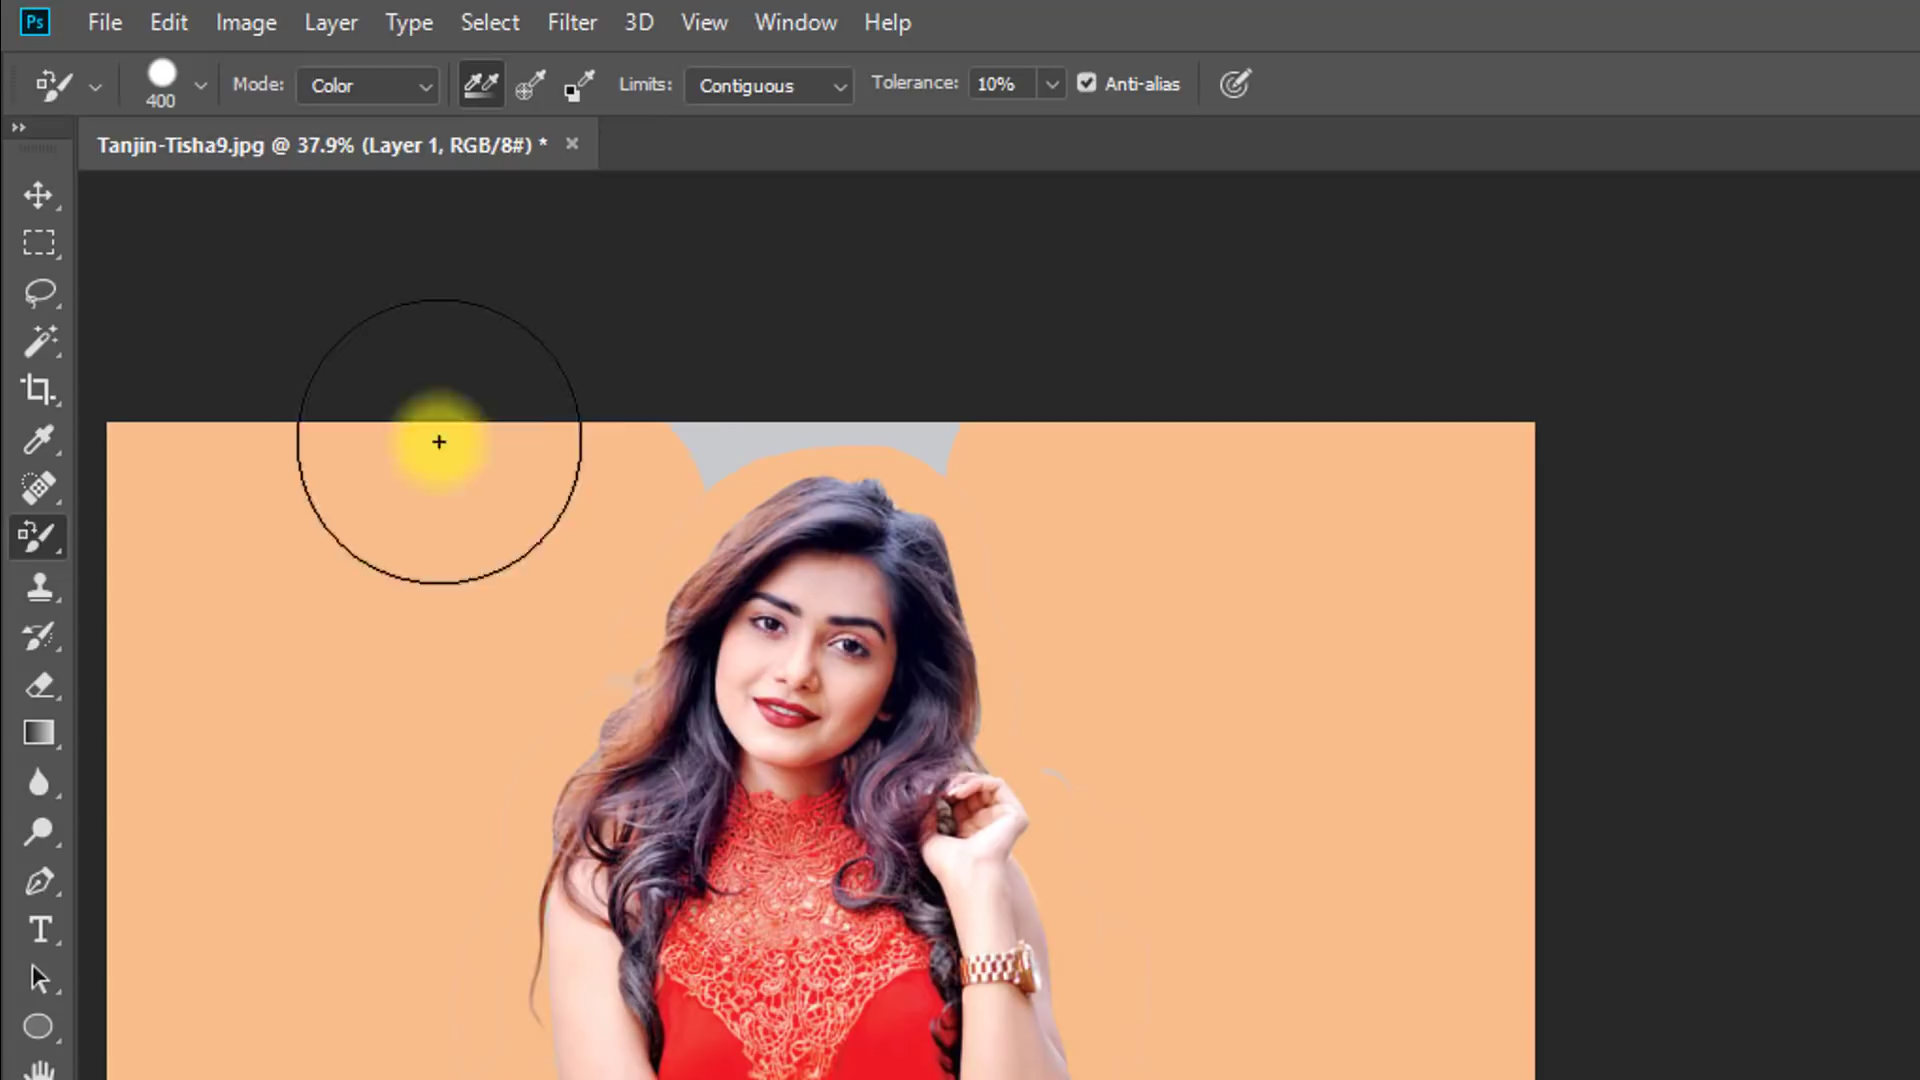 Ps File Edit Image Layer Type Select Filter 3D View Window Help
400 Mode: Color Limits: Contiguous Tolerance: 10% Anti-alias
Tanjin-Tisha9.jpg @ 37.9% (Layer 1, RGB/8#) *
T